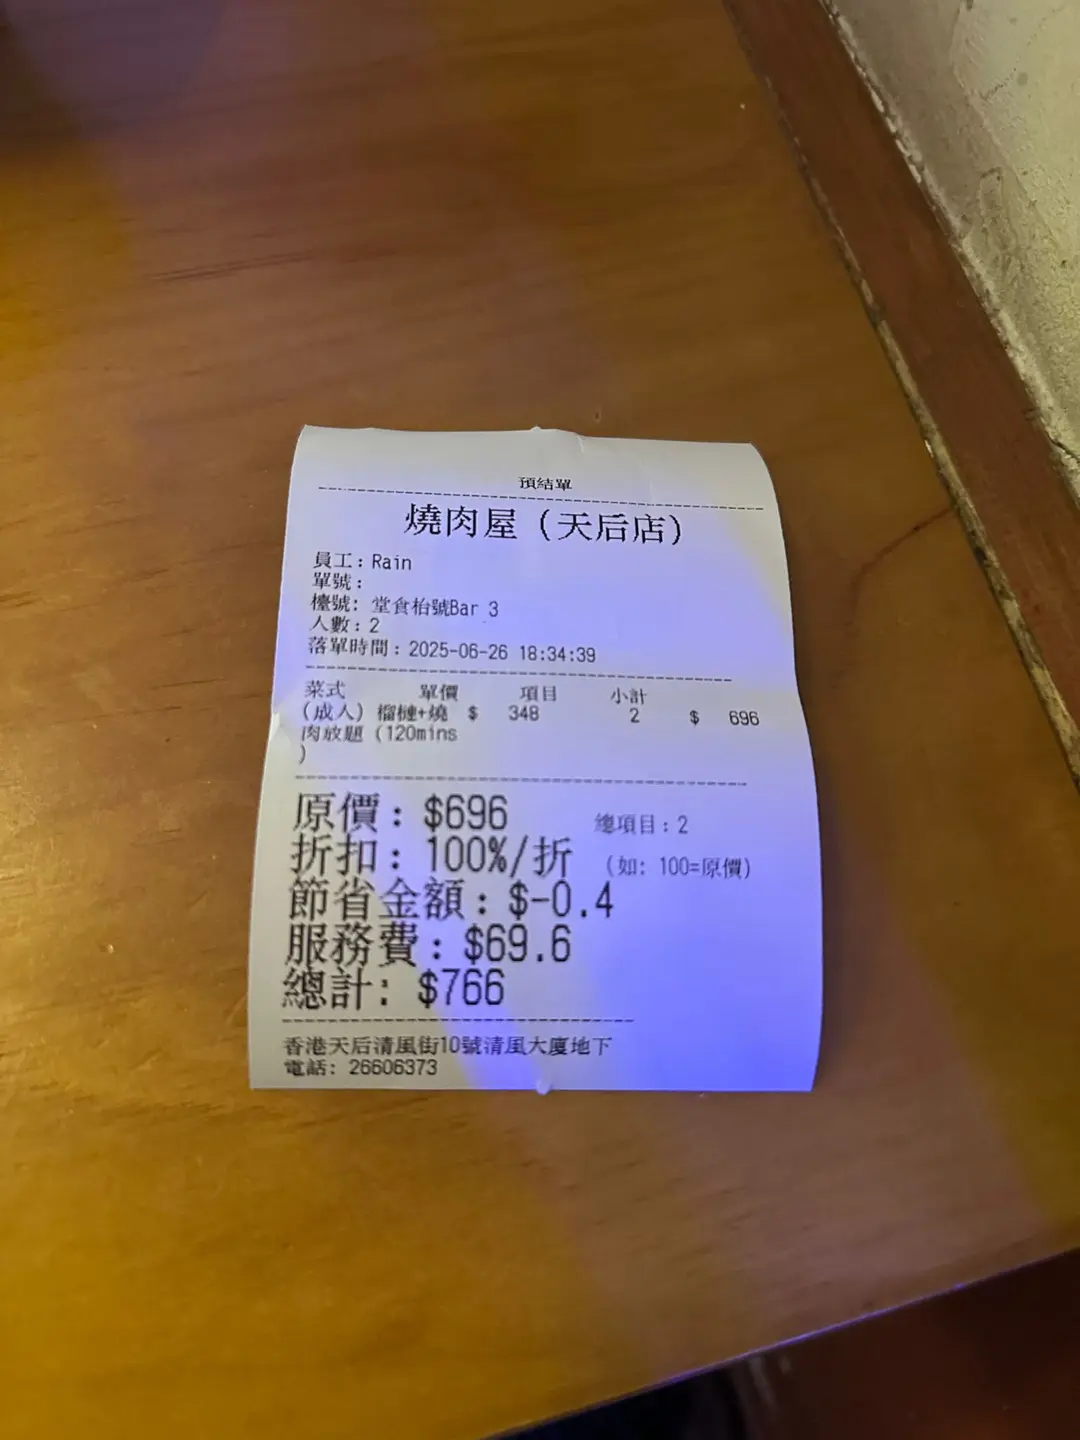 預結單
燒肉屋（天后店）
員工：Rain
單號：
檯號: 堂食枱號Bar 3
人數：2
落單時間：2025-06-26 18:34:39
菜式 單價 項目 小計
（成人）榴槤+燒 $ 348 2 $ 696
肉放題（120mins
）
原價：$696 總項目：2
折扣：100%/折 （如: 100=原價）
節省金額：$-0.4
服務費：$69.6
總計: $766
香港天后清風街10號清風大廈地下
電話: 26606373